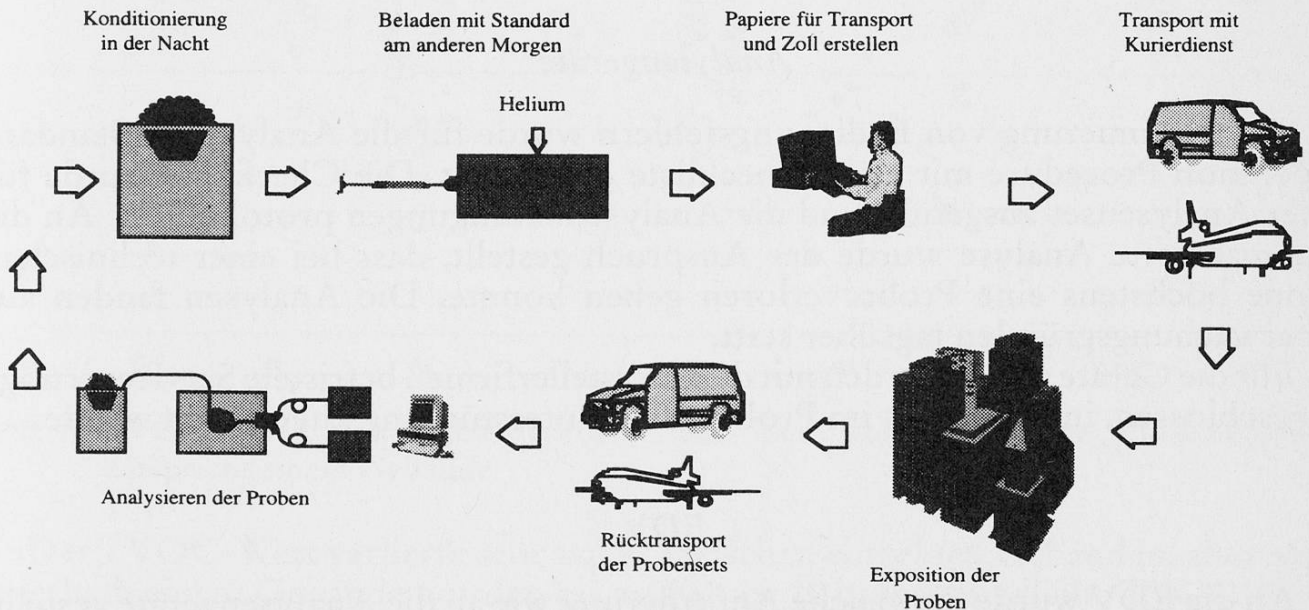 Konditionierung
in der Nacht
Beladen mit Standard
am anderen Morgen
Papiere für Transport
und Zoll erstellen
Transport mit
Kurierdienst
Helium
Analysieren der Proben
Rücktransport
der Probensets
Exposition der
Proben